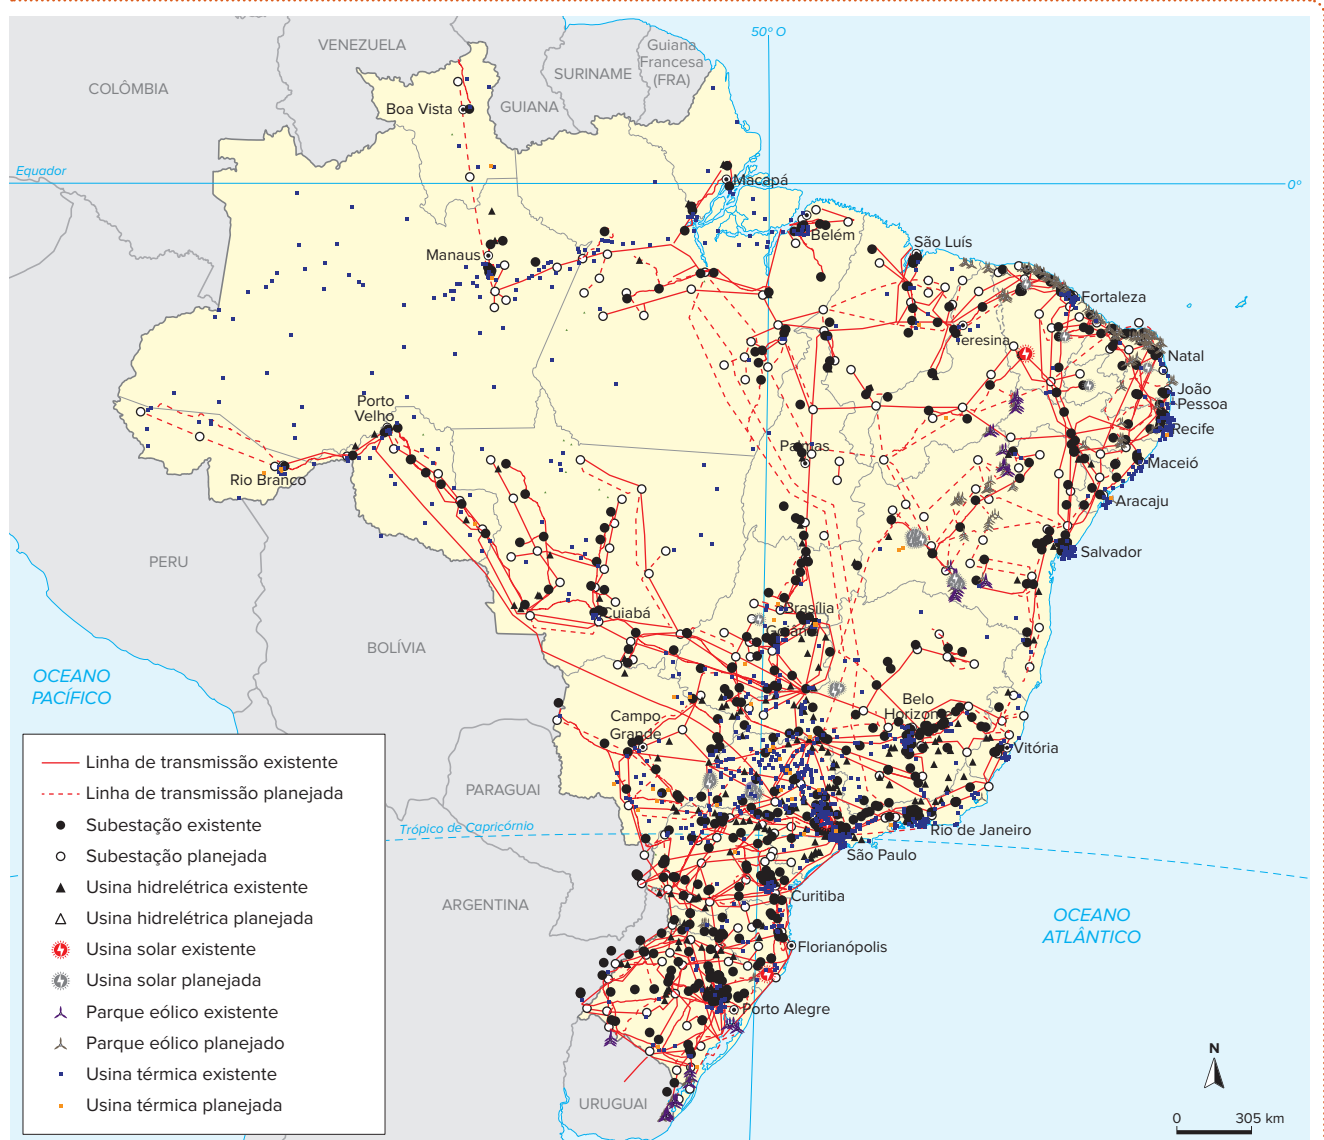 50° O
VENEZUELA
Guiana
Francesa
(FRA)
SURINAME
COLÔMBIA
GUIANA
Boa Vista
Equador
0°
Macapá
Belém
São Luís
Manaus
Fortaleza
Teresina
Natal
João
Pessoa
Porto
Velho
Recife
Palmas
Maceió
Rio Branco
Aracaju
Salvador
PERU
Brasília
Cuiabá
Goiânia
BOLÍVIA
OCEANO
PACÍFICO
Belo
Horizonte
Campo
Grande
Vitória
Linha de transmissão existente
Linha de transmissão planejada
Subestação existente
Subestação planejada
Usina hidrelétrica existente
Usina hidrelétrica planejada
Usina solar existente
Usina solar planejada
Parque eólico existente
Parque eólico planejado
Usina térmica existente
Usina térmica planejada
PARAGUAI
Trópico de Capricórnio
Rio de Janeiro
São Paulo
Curitiba
ARGENTINA
OCEANO
ATLÂNTICO
Florianópolis
Porto Alegre
URUGUAI
N
0 305 km